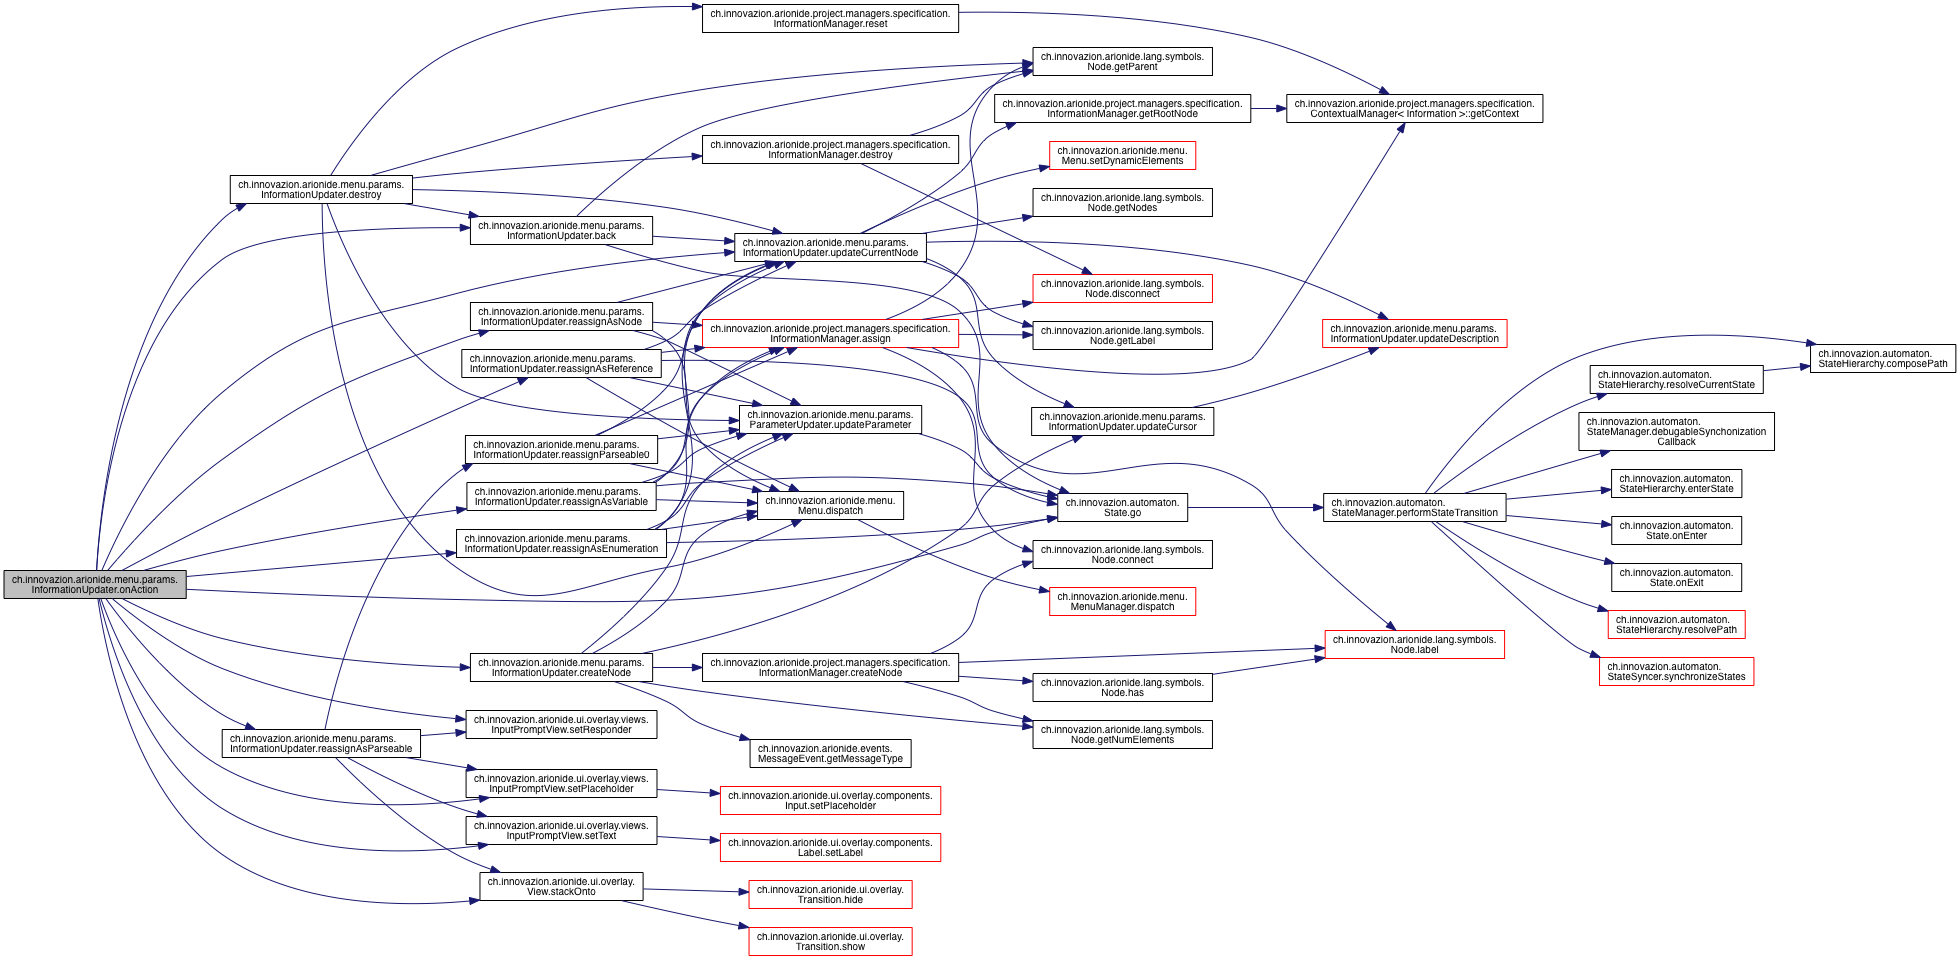 ch.innovazion.arionide.menu.params.
InformationUpdater.onAction
ch.innovazion.arionide.menu.params.
InformationUpdater.destroy
ch.innovazion.arionide.menu.params.
InformationUpdater.reassignAsParseable
ch.innovazion.arionide.menu.params.
InformationUpdater.back
ch.innovazion.arionide.menu.params.
InformationUpdater.reassignAsNode
ch.innovazion.arionide.menu.params.
InformationUpdater.reassignAsReference
ch.innovazion.arionide.menu.params.
InformationUpdater.reassignParseable0
ch.innovazion.arionide.menu.params.
InformationUpdater.reassignAsVariable
ch.innovazion.arionide.menu.params.
InformationUpdater.reassignAsEnumeration
ch.innovazion.arionide.menu.params.
InformationUpdater.createNode
ch.innovazion.arionide.ui.overlay.views.
InputPromptView.setResponder
ch.innovazion.arionide.ui.overlay.views.
InputPromptView.setPlaceholder
ch.innovazion.arionide.ui.overlay.views.
InputPromptView.setText
ch.innovazion.arionide.ui.overlay.
View.stackOnto
ch.innovazion.arionide.project.managers.specification.
InformationManager.reset
ch.innovazion.arionide.project.managers.specification.
InformationManager.destroy
ch.innovazion.arionide.menu.params.
InformationUpdater.updateCurrentNode
ch.innovazion.arionide.project.managers.specification.
InformationManager.assign
ch.innovazion.arionide.menu.params.
ParameterUpdater.updateParameter
ch.innovazion.arionide.menu.
Menu.dispatch
ch.innovazion.arionide.project.managers.specification.
InformationManager.createNode
ch.innovazion.arionide.events.
MessageEvent.getMessageType
ch.innovazion.arionide.ui.overlay.components.
Input.setPlaceholder
ch.innovazion.arionide.ui.overlay.components.
Label.setLabel
ch.innovazion.arionide.ui.overlay.
Transition.hide
ch.innovazion.arionide.ui.overlay.
Transition.show
ch.innovazion.arionide.lang.symbols.
Node.getParent
ch.innovazion.arionide.project.managers.specification.
InformationManager.getRootNode
ch.innovazion.arionide.menu.
Menu.setDynamicElements
ch.innovazion.arionide.lang.symbols.
Node.getNodes
ch.innovazion.arionide.lang.symbols.
Node.disconnect
ch.innovazion.arionide.lang.symbols.
Node.getLabel
ch.innovazion.arionide.menu.params.
InformationUpdater.updateCursor
ch.innovazion.automaton.
State.go
ch.innovazion.arionide.lang.symbols.
Node.connect
ch.innovazion.arionide.menu.
MenuManager.dispatch
ch.innovazion.arionide.lang.symbols.
Node.has
ch.innovazion.arionide.lang.symbols.
Node.getNumElements
ch.innovazion.arionide.project.managers.specification.
ContextualManager< Information >::getContext
ch.innovazion.arionide.menu.params.
InformationUpdater.updateDescription
ch.innovazion.automaton.
StateManager.performStateTransition
ch.innovazion.arionide.lang.symbols.
Node.label
ch.innovazion.automaton.
StateHierarchy.resolveCurrentState
ch.innovazion.automaton.
StateManager.debugableSynchonization
Callback
ch.innovazion.automaton.
StateHierarchy.enterState
ch.innovazion.automaton.
State.onEnter
ch.innovazion.automaton.
State.onExit
ch.innovazion.automaton.
StateHierarchy.resolvePath
ch.innovazion.automaton.
StateSyncer.synchronizeStates
ch.innovazion.automaton.
StateHierarchy.composePath